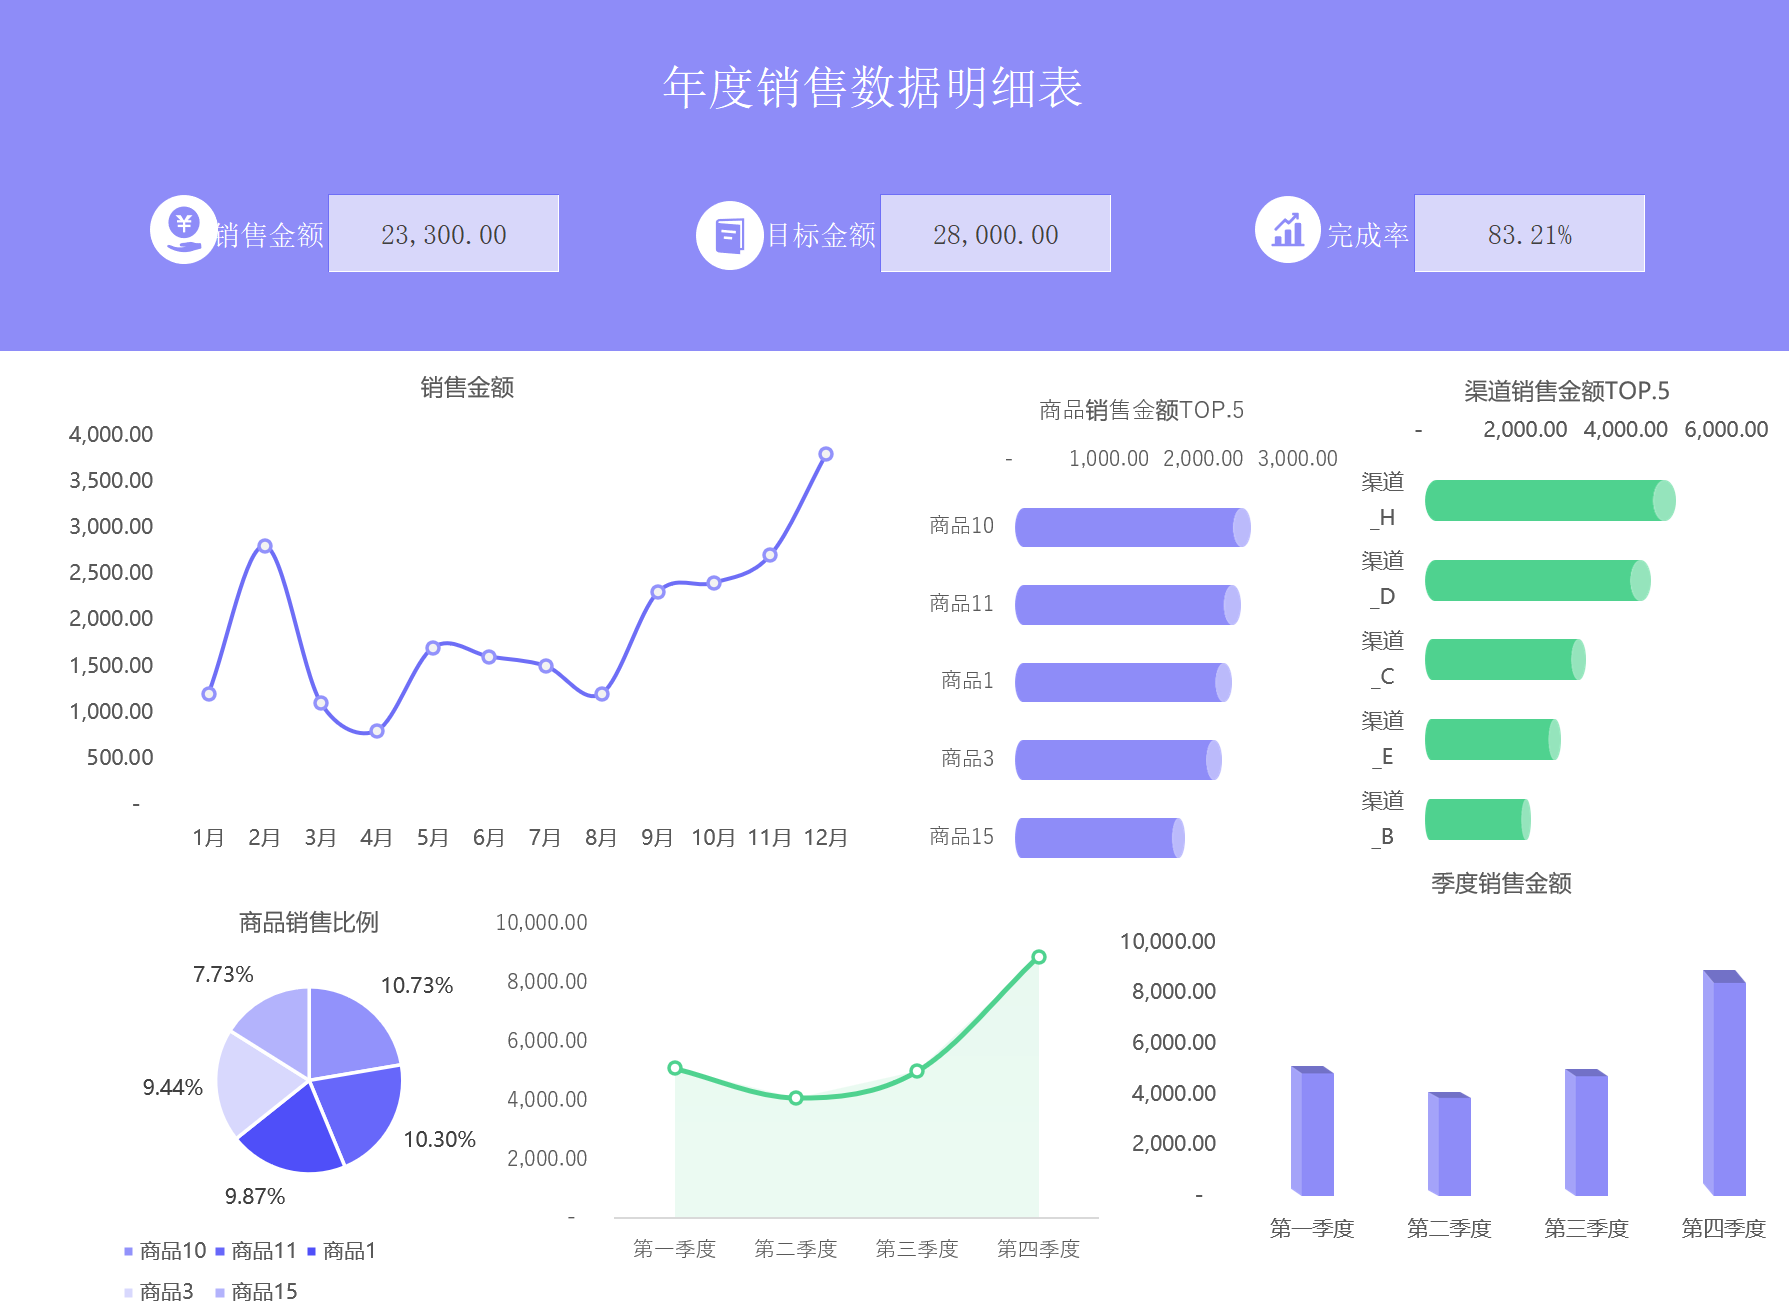 年度销售数据明细表
¥
销售金额
23,300.00
目标金额
28,000.00
完成率
83.21%
销售金额
4,000.00
3,500.00
3,000.00
2,500.00
2,000.00
1,500.00
1,000.00
500.00
-
1月 2月 3月 4月 5月 6月 7月 8月 9月 10月 11月 12月
商品销售金额TOP.5
- 1,000.00 2,000.00 3,000.00
商品10
商品11
商品1
商品3
商品15
渠道销售金额TOP.5
- 2,000.00 4,000.00 6,000.00
渠道
_H
渠道
_D
渠道
_C
渠道
_E
渠道
_B
商品销售比例
7.73%
10.73%
9.44%
10.30%
9.87%
商品10 商品11 商品1
商品3 商品15
10,000.00
8,000.00
6,000.00
4,000.00
2,000.00
-
第一季度 第二季度 第三季度 第四季度
季度销售金额
10,000.00
8,000.00
6,000.00
4,000.00
2,000.00
-
第一季度 第二季度 第三季度 第四季度